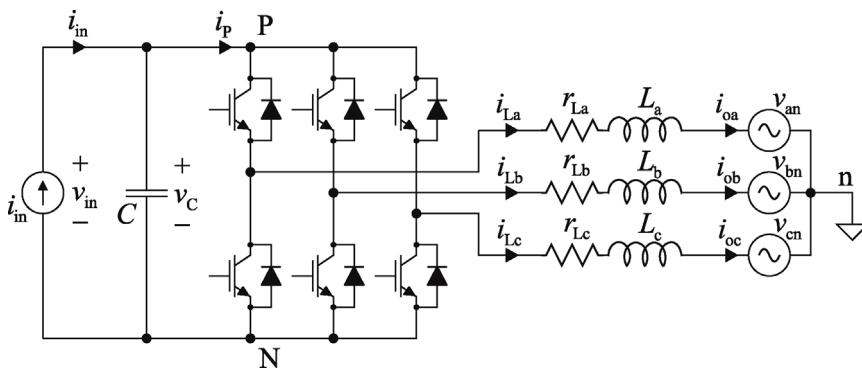 i_in
i_P
P
i_in
+
v_in
−
C
+
v_C
−
i_La
r_La
L_a
i_oa
v_an
i_Lb
r_Lb
L_b
i_ob
v_bn
n
i_Lc
r_Lc
L_c
i_oc
v_cn
N